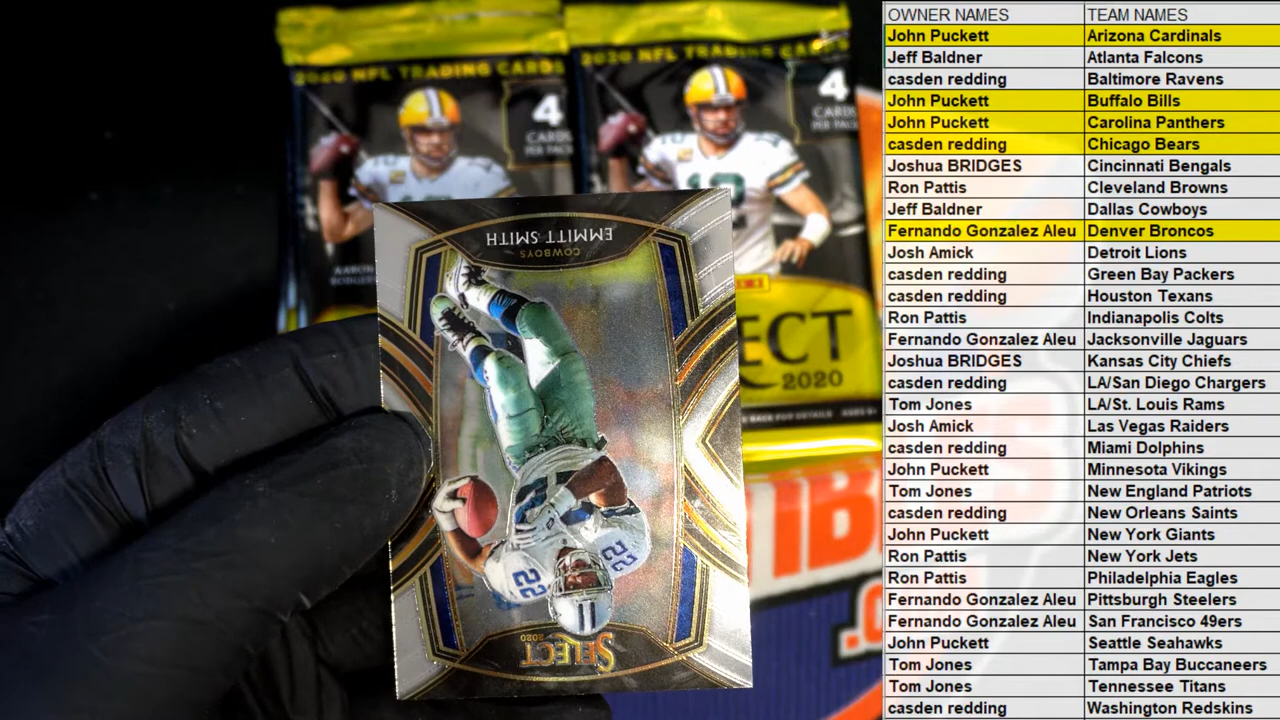 2020 NFL TRADING CARDS
4
CARDS
PER PACK
AARON
2020 NFL TRADING CARDS
4
CARDS
PER PACK
12
ECT
2020
EMMITT SMITH
COWBOYS
22
22
SELECT
2020
OWNER NAMES TEAM NAMES
John Puckett Arizona Cardinals
Jeff Baldner Atlanta Falcons
casden redding Baltimore Ravens
John Puckett Buffalo Bills
John Puckett Carolina Panthers
casden redding Chicago Bears
Joshua BRIDGES Cincinnati Bengals
Ron Pattis Cleveland Browns
Jeff Baldner Dallas Cowboys
Fernando Gonzalez Aleu Denver Broncos
Josh Amick Detroit Lions
casden redding Green Bay Packers
casden redding Houston Texans
Ron Pattis Indianapolis Colts
Fernando Gonzalez Aleu Jacksonville Jaguars
Joshua BRIDGES Kansas City Chiefs
casden redding LA/San Diego Chargers
Tom Jones LA/St. Louis Rams
Josh Amick Las Vegas Raiders
casden redding Miami Dolphins
John Puckett Minnesota Vikings
Tom Jones New England Patriots
casden redding New Orleans Saints
John Puckett New York Giants
Ron Pattis New York Jets
Ron Pattis Philadelphia Eagles
Fernando Gonzalez Aleu Pittsburgh Steelers
Fernando Gonzalez Aleu San Francisco 49ers
John Puckett Seattle Seahawks
Tom Jones Tampa Bay Buccaneers
Tom Jones Tennessee Titans
casden redding Washington Redskins